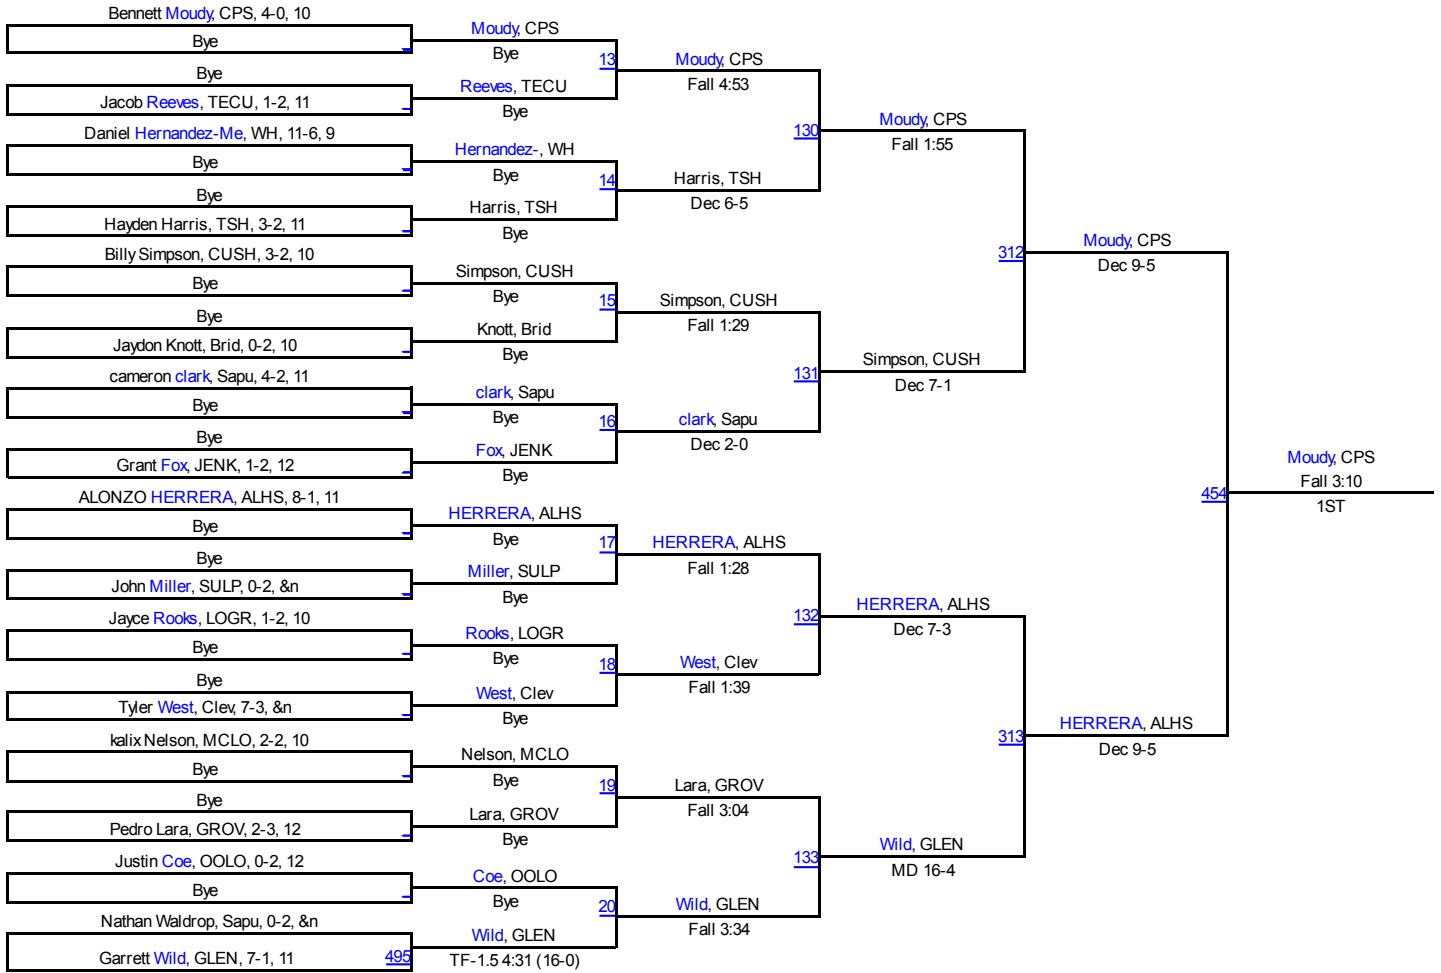 Bennett Moudy, CPS, 4-0, 10
Bye
Bye
Jacob Reeves, TECU, 1-2, 11
Daniel Hernandez-Me, WH, 11-6, 9
Bye
Bye
Hayden Harris, TSH, 3-2, 11
Billy Simpson, CUSH, 3-2, 10
Bye
Bye
Jaydon Knott, Brid, 0-2, 10
cameron clark, Sapu, 4-2, 11
Bye
Bye
Grant Fox, JENK, 1-2, 12
ALONZO HERRERA, ALHS, 8-1, 11
Bye
Bye
John Miller, SULP, 0-2, &n
Jayce Rooks, LOGR, 1-2, 10
Bye
Bye
Tyler West, Clev, 7-3, &n
kalix Nelson, MCLO, 2-2, 10
Bye
Bye
Pedro Lara, GROV, 2-3, 12
Justin Coe, OOLO, 0-2, 12
Bye
Nathan Waldrop, Sapu, 0-2, &n
Garrett Wild, GLEN, 7-1, 11
495
Moudy, CPS
Bye
13
Reeves, TECU
Bye
Hernandez-, WH
Bye
14
Harris, TSH
Bye
Simpson, CUSH
Bye
15
Knott, Brid
Bye
clark, Sapu
Bye
16
Fox, JENK
Bye
HERRERA, ALHS
Bye
17
Miller, SULP
Bye
Rooks, LOGR
Bye
18
West, Clev
Bye
Nelson, MCLO
Bye
19
Lara, GROV
Bye
Coe, OOLO
Bye
20
Wild, GLEN
TF-1.5 4:31 (16-0)
Moudy, CPS
Fall 4:53
130
Harris, TSH
Dec 6-5
Simpson, CUSH
Fall 1:29
131
clark, Sapu
Dec 2-0
HERRERA, ALHS
Fall 1:28
132
West, Clev
Fall 1:39
Lara, GROV
Fall 3:04
133
Wild, GLEN
Fall 3:34
Moudy, CPS
Fall 1:55
312
Simpson, CUSH
Dec 7-1
HERRERA, ALHS
Dec 7-3
313
Wild, GLEN
MD 16-4
Moudy, CPS
Dec 9-5
454
HERRERA, ALHS
Dec 9-5
Moudy, CPS
Fall 3:10
1ST